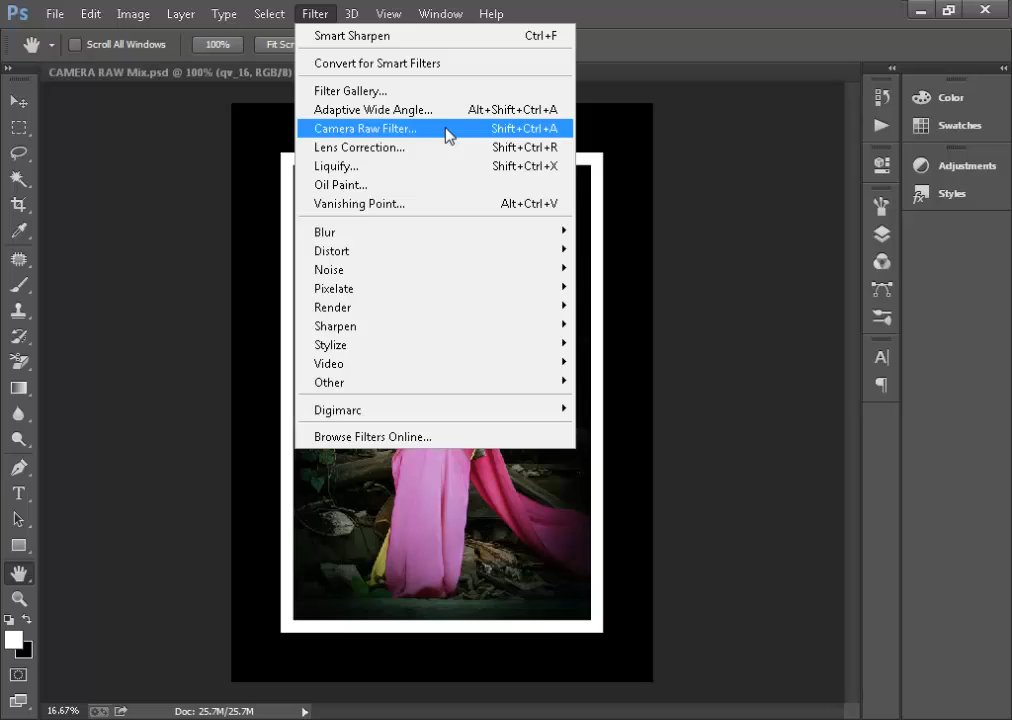 Ps File Edit Image Layer Type Select Filter 3D View Window Help
Scroll All Windows 100% Fit Scr
CAMERA RAW Mix.psd @ 100% (qv_16, RGB/8)
Smart Sharpen Ctrl+F
Convert for Smart Filters
Filter Gallery...
Adaptive Wide Angle... Alt+Shift+Ctrl+A
Camera Raw Filter... Shift+Ctrl+A
Lens Correction... Shift+Ctrl+R
Liquify... Shift+Ctrl+X
Oil Paint...
Vanishing Point... Alt+Ctrl+V
Blur
Distort
Noise
Pixelate
Render
Sharpen
Stylize
Video
Other
Digimarc
Browse Filters Online...
Color
Swatches
Adjustments
Styles
16.67% Doc: 25.7M/25.7M